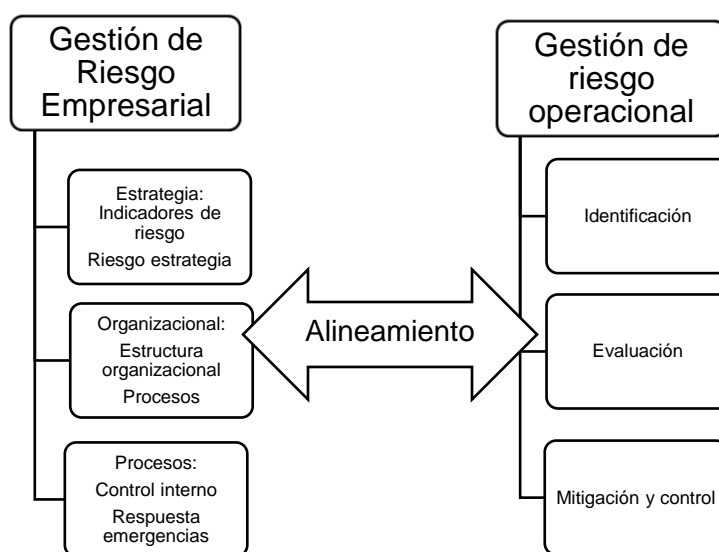 Gestión de
Riesgo
Empresarial
Estrategia:
Indicadores de
riesgo
Riesgo estrategia
Organizacional:
Estructura
organizacional
Procesos
Procesos:
Control interno
Respuesta
emergencias
Alineamiento
Gestión de
riesgo
operacional
Identificación
Evaluación
Mitigación y control